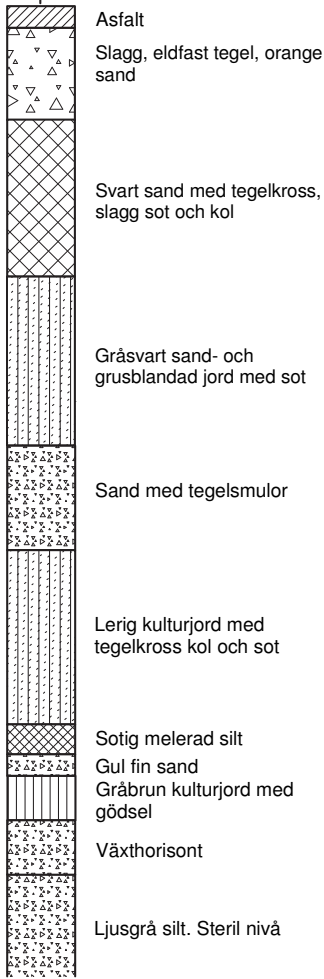 Asfalt
Slagg, eldfast tegel, orange
sand
Svart sand med tegelkross,
slagg sot och kol
Gråsvart sand- och
grusblandad jord med sot
Sand med tegelsmulor
Lerig kulturjord med
tegelkross kol och sot
Sotig melerad silt
Gul fin sand
Gråbrun kulturjord med
gödsel
Växthorisont
Ljusgrå silt. Steril nivå